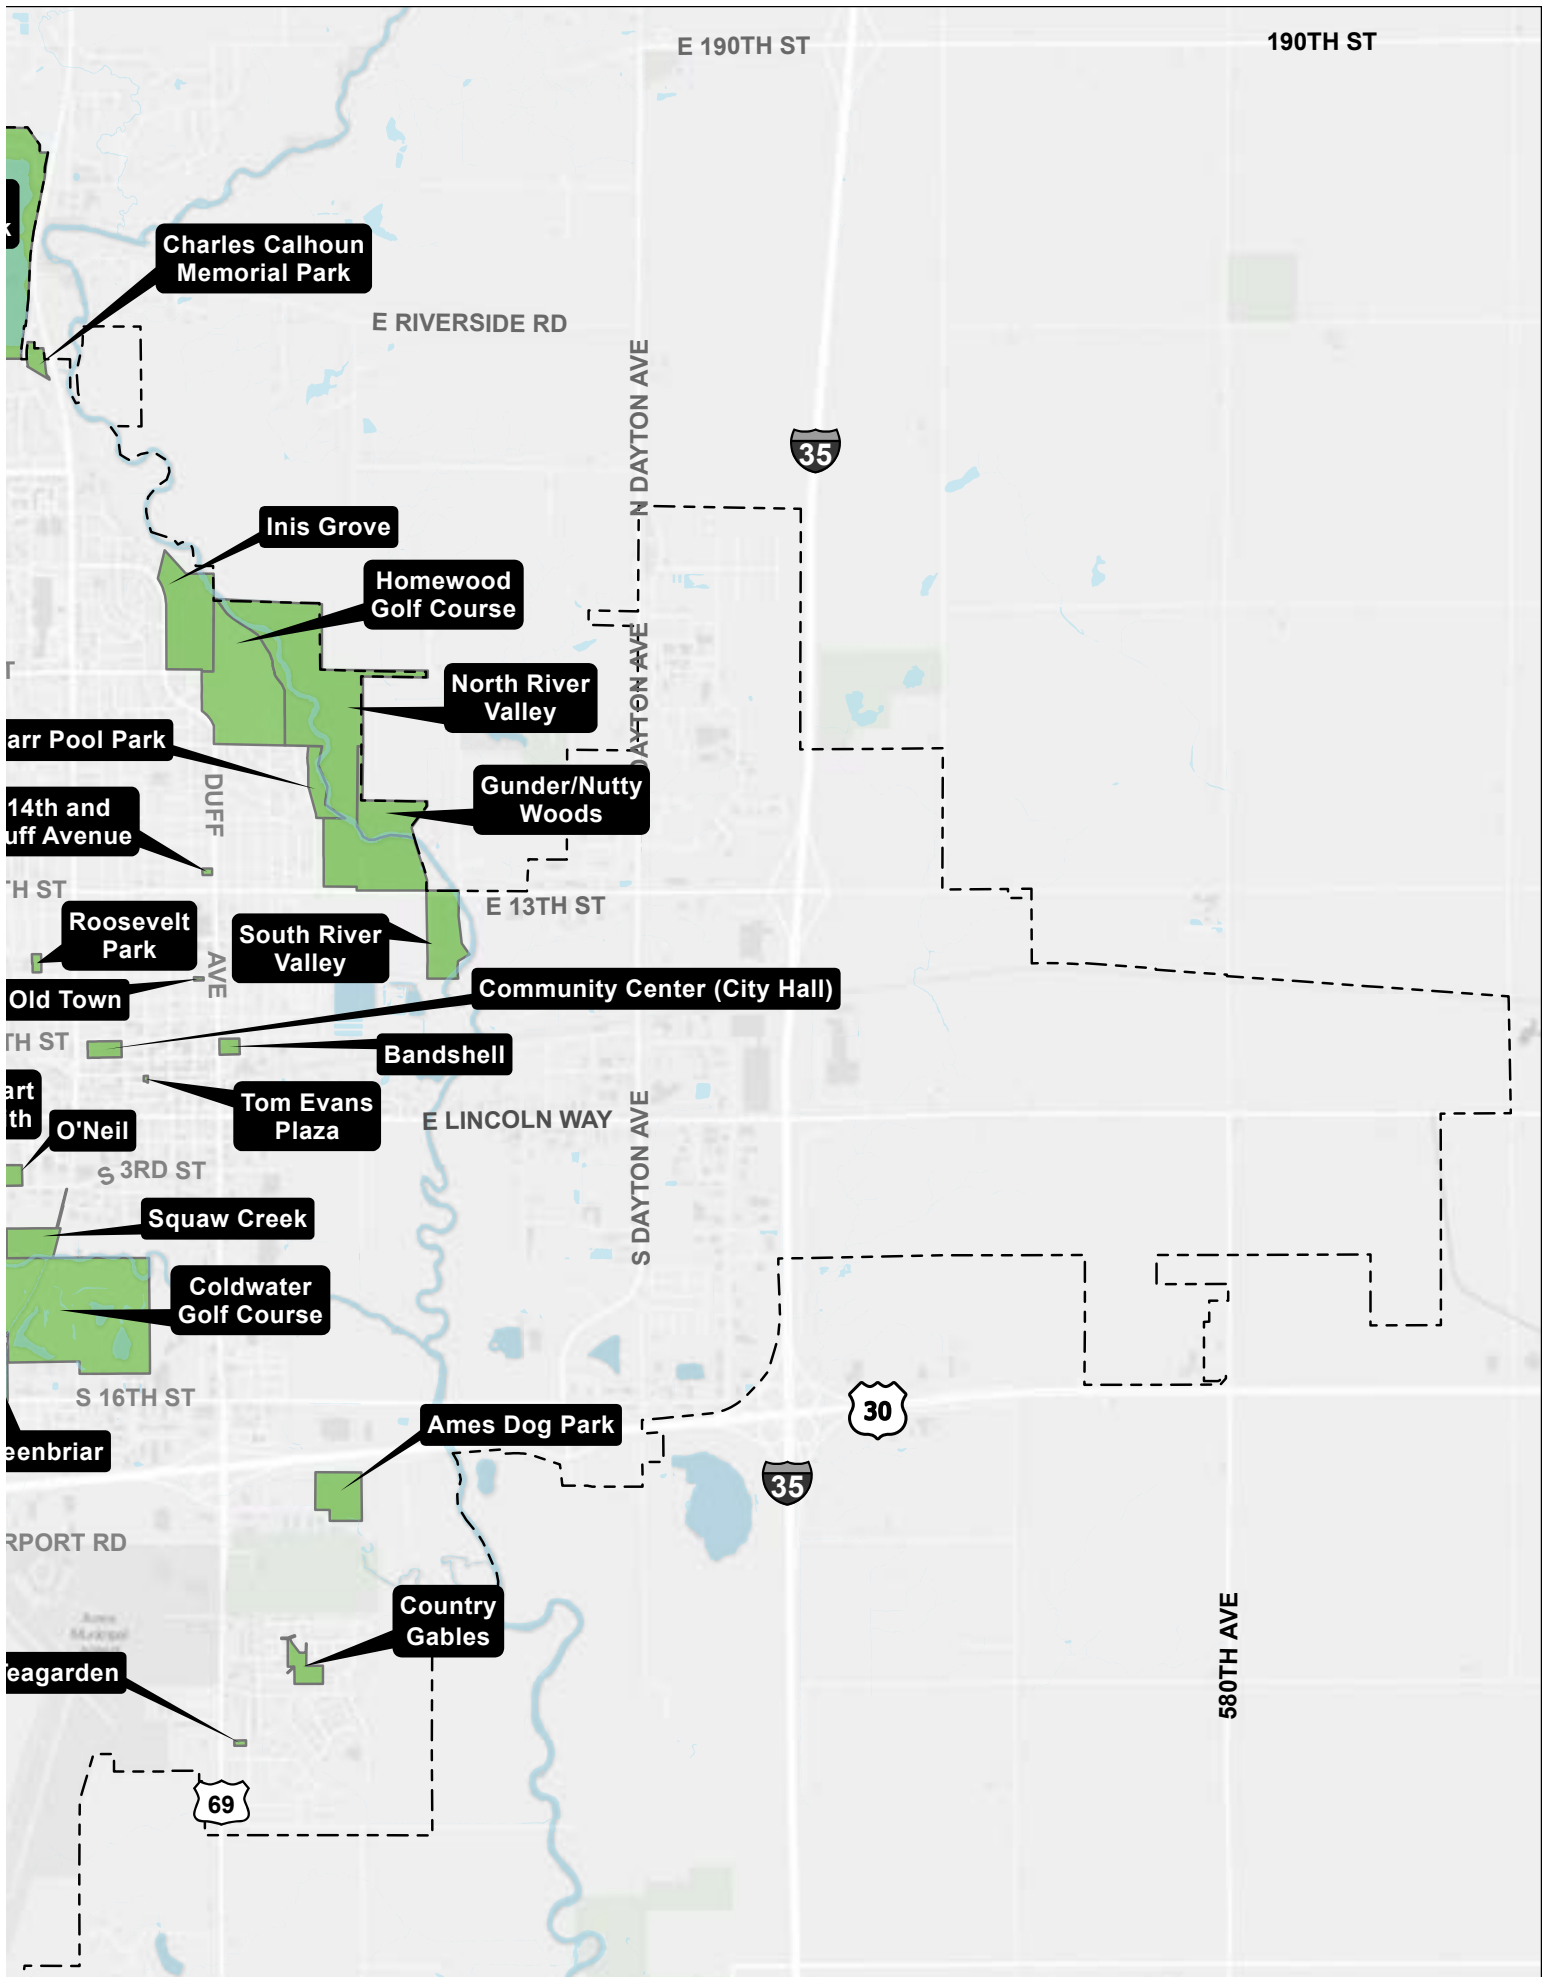 E 190TH ST
190TH ST
k
Charles Calhoun
Memorial Park
E RIVERSIDE RD
N DAYTON AVE
35
Inis Grove
Homewood
Golf Course
DAYTON AVE
T
North River
Valley
arr Pool Park
DUFF
Gunder/Nutty
Woods
14th and
uff Avenue
TH ST
E 13TH ST
Roosevelt
Park
South River
Valley
AVE
Old Town
Community Center (City Hall)
TH ST
Bandshell
art
th
Tom Evans
Plaza
E LINCOLN WAY
O'Neil
S 3RD ST
S DAYTON AVE
Squaw Creek
Coldwater
Golf Course
S 16TH ST
30
Ames Dog Park
eenbriar
35
RPORT RD
Country
Gables
Ames
Municipal
580TH AVE
eagarden
69